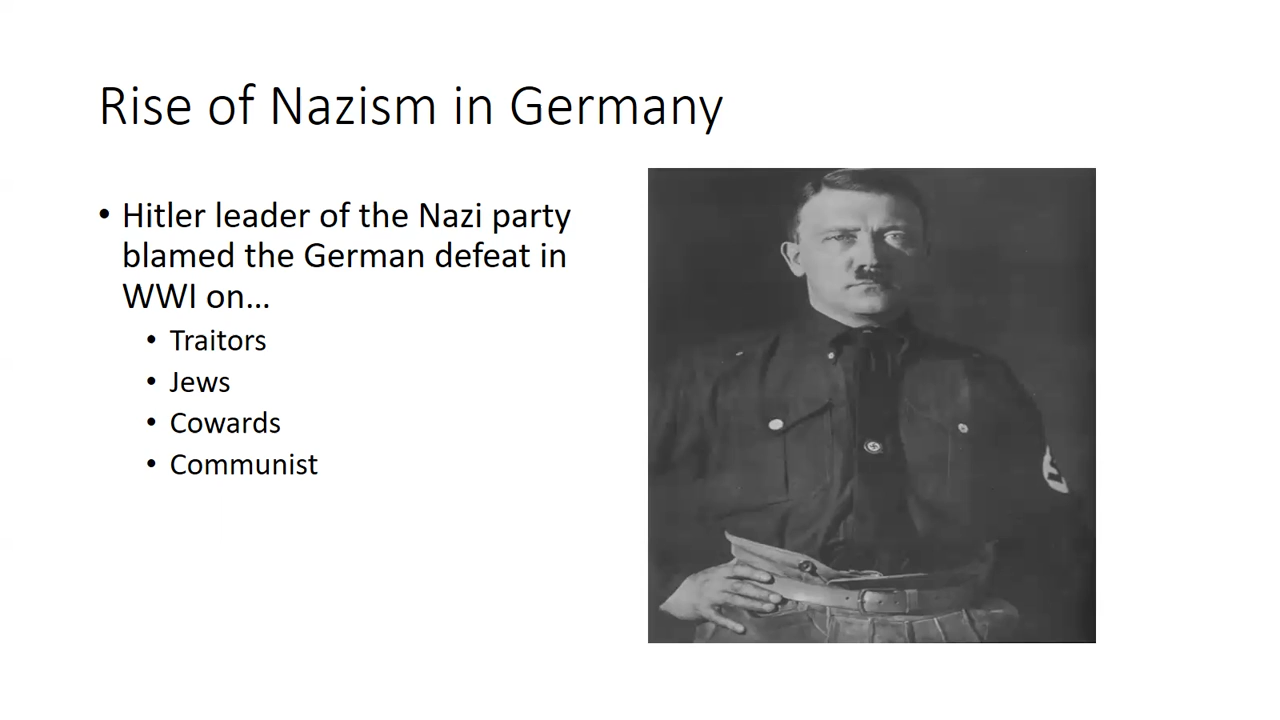 Rise of Nazism in Germany
• Hitler leader of the Nazi party
blamed the German defeat in
WWI on...
• Traitors
• Jews
• Cowards
• Communist